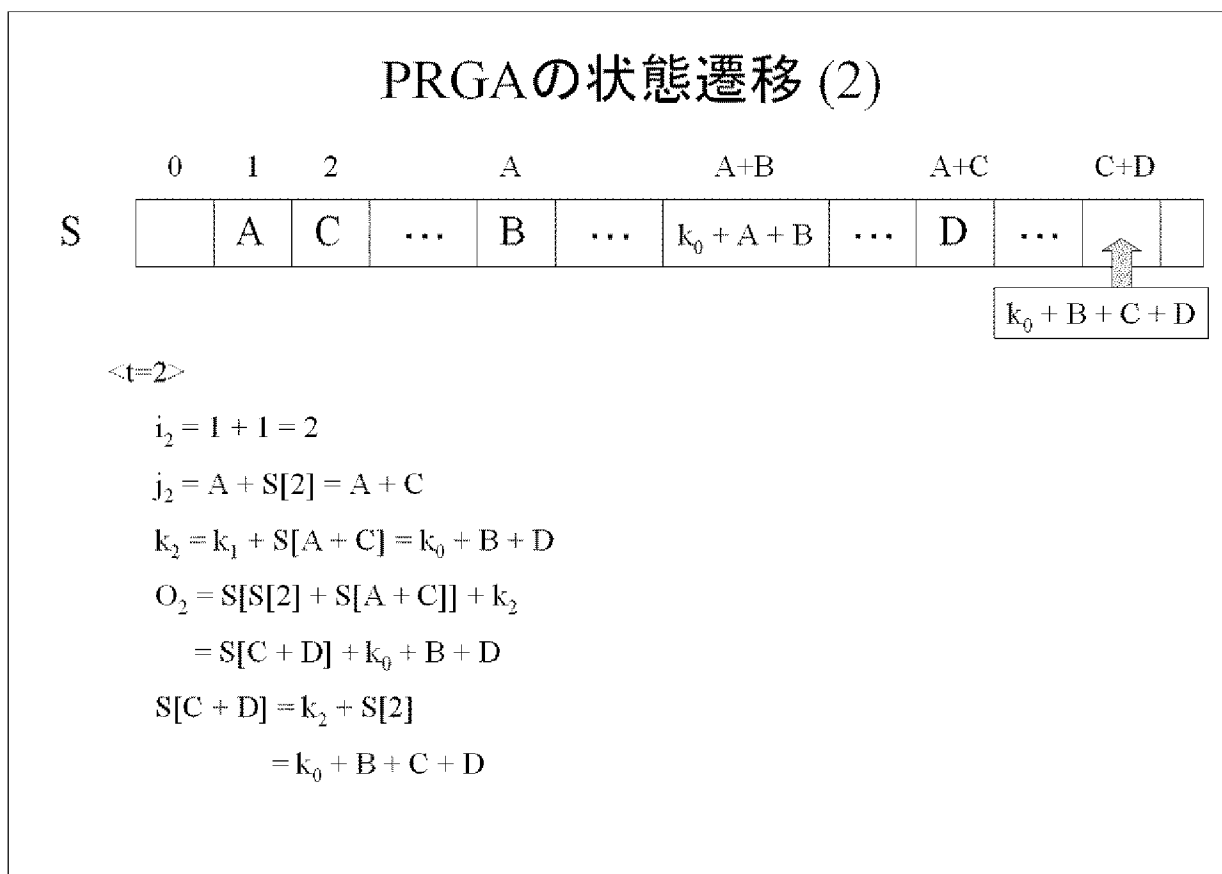 PRGAの状態遷移 (2)
0 1 2 A A+B A+C C+D
S A C … B … k₀ + A + B … D …
k₀ + B + C + D
<t=2>
i₂ = 1 + 1 = 2
j₂ = A + S[2] = A + C
k₂ = k₁ + S[A + C] = k₀ + B + D
O₂ = S[S[2] + S[A + C]] + k₂
= S[C + D] + k₀ + B + D
S[C + D] = k₂ + S[2]
= k₀ + B + C + D